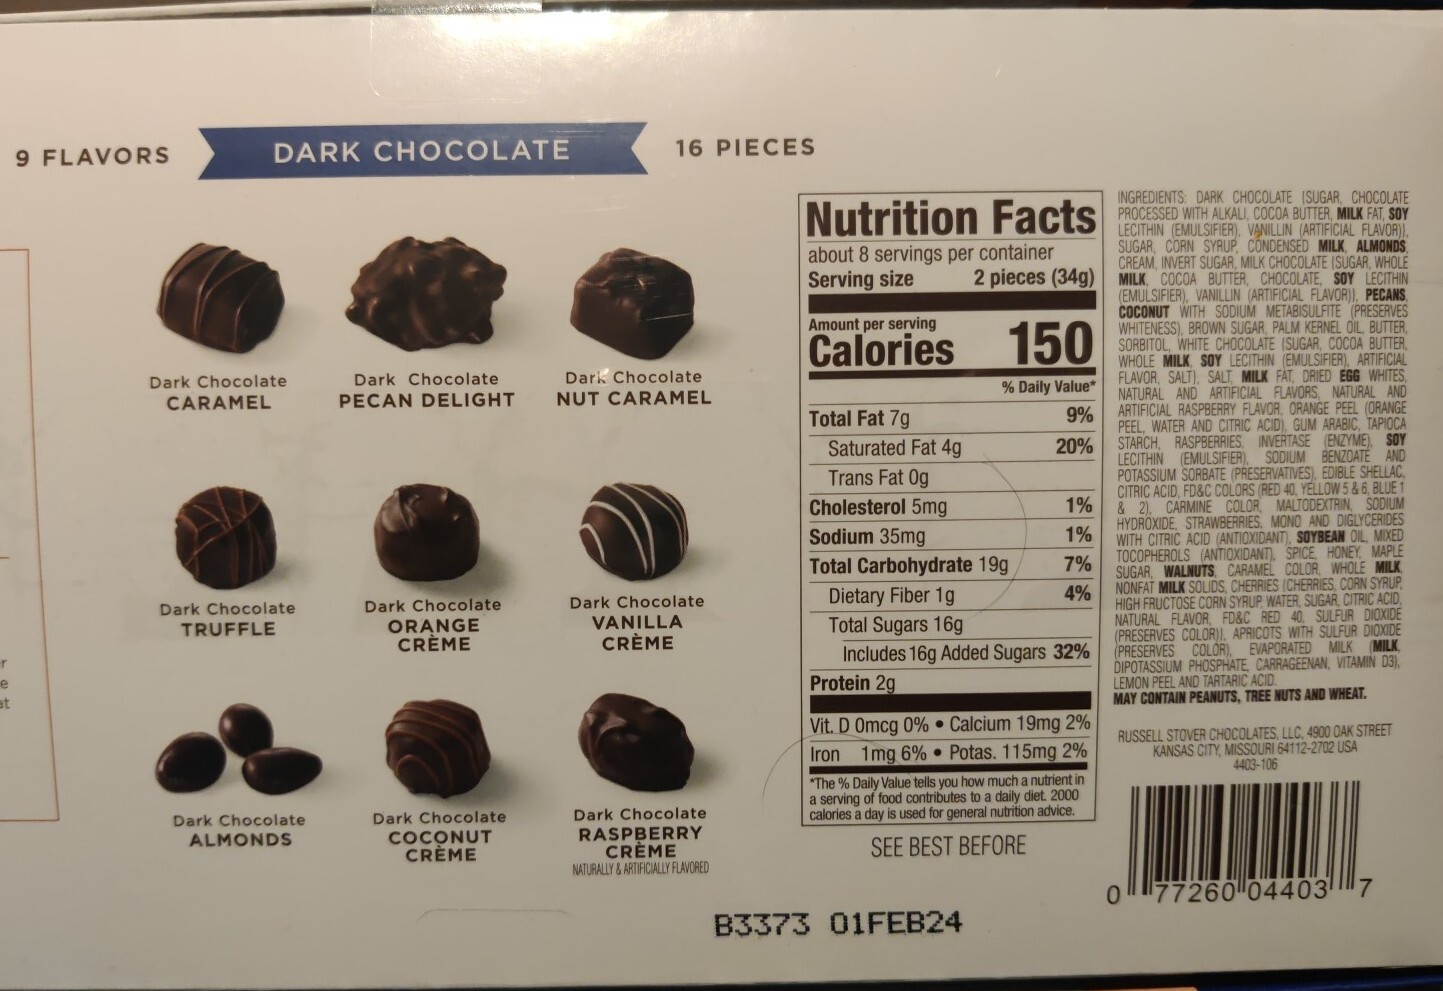 9 FLAVORS
DARK CHOCOLATE
16 PIECES
Dark Chocolate
CARAMEL
Dark Chocolate
PECAN DELIGHT
Dark Chocolate
NUT CARAMEL
Dark Chocolate
TRUFFLE
Dark Chocolate
ORANGE
CRÈME
Dark Chocolate
VANILLA
CRÈME
Dark Chocolate
ALMONDS
Dark Chocolate
COCONUT
CRÈME
Dark Chocolate
RASPBERRY
CRÈME
NATURALLY & ARTIFICIALLY FLAVORED
Nutrition Facts
about 8 servings per container
Serving size 2 pieces (34g)
Amount per serving
Calories 150
% Daily Value*
Total Fat 7g 9%
Saturated Fat 4g 20%
Trans Fat 0g
Cholesterol 5mg 1%
Sodium 35mg 1%
Total Carbohydrate 19g 7%
Dietary Fiber 1g 4%
Total Sugars 16g
Includes 16g Added Sugars 32%
Protein 2g
Vit. D 0mcg 0% • Calcium 19mg 2%
Iron 1mg 6% • Potas. 115mg 2%
*The % Daily Value tells you how much a nutrient in
a serving of food contributes to a daily diet. 2000
calories a day is used for general nutrition advice.
SEE BEST BEFORE
B3373 01FEB24
INGREDIENTS: DARK CHOCOLATE (SUGAR, CHOCOLATE
PROCESSED WITH ALKALI, COCOA BUTTER, MILK FAT, SOY
LECITHIN (EMULSIFIER), VANILLIN (ARTIFICIAL FLAVOR)),
SUGAR, CORN SYRUP, CONDENSED MILK, ALMONDS,
CREAM, INVERT SUGAR, MILK CHOCOLATE (SUGAR, WHOLE
MILK, COCOA BUTTER, CHOCOLATE, SOY LECITHIN
(EMULSIFIER), VANILLIN (ARTIFICIAL FLAVOR)), PECANS,
COCONUT WITH SODIUM METABISULFITE (PRESERVES
WHITENESS), BROWN SUGAR, PALM KERNEL OIL, BUTTER,
SORBITOL, WHITE CHOCOLATE (SUGAR, COCOA BUTTER,
WHOLE MILK, SOY LECITHIN (EMULSIFIER), ARTIFICIAL
FLAVOR, SALT), SALT, MILK FAT, DRIED EGG WHITES,
NATURAL AND ARTIFICIAL FLAVORS, NATURAL AND
ARTIFICIAL RASPBERRY FLAVOR, ORANGE PEEL (ORANGE
PEEL, WATER AND CITRIC ACID), GUM ARABIC, TAPIOCA
STARCH, RASPBERRIES, INVERTASE (ENZYME), SOY
LECITHIN (EMULSIFIER), SODIUM BENZOATE AND
POTASSIUM SORBATE (PRESERVATIVES), EDIBLE SHELLAC,
CITRIC ACID, FD&C COLORS (RED 40, YELLOW 5 & 6, BLUE 1
& 2), CARMINE COLOR, MALTODEXTRIN, SODIUM
HYDROXIDE, STRAWBERRIES, MONO AND DIGLYCERIDES
WITH CITRIC ACID (ANTIOXIDANT), SOYBEAN OIL, MIXED
TOCOPHEROLS (ANTIOXIDANT), SPICE, HONEY, MAPLE
SUGAR, WALNUTS, CARAMEL COLOR, WHOLE MILK,
NONFAT MILK SOLIDS, CHERRIES (CHERRIES, CORN SYRUP,
HIGH FRUCTOSE CORN SYRUP, WATER, SUGAR, CITRIC ACID,
NATURAL FLAVOR, FD&C RED 40, SULFUR DIOXIDE
(PRESERVES COLOR)), APRICOTS WITH SULFUR DIOXIDE
(PRESERVES COLOR), EVAPORATED MILK (MILK,
DIPOTASSIUM PHOSPHATE, CARRAGEENAN, VITAMIN D3),
LEMON PEEL AND TARTARIC ACID.
MAY CONTAIN PEANUTS, TREE NUTS AND WHEAT.
RUSSELL STOVER CHOCOLATES, LLC, 4900 OAK STREET
KANSAS CITY, MISSOURI 64112-2702 USA
4403-106
0 77260 04403 7